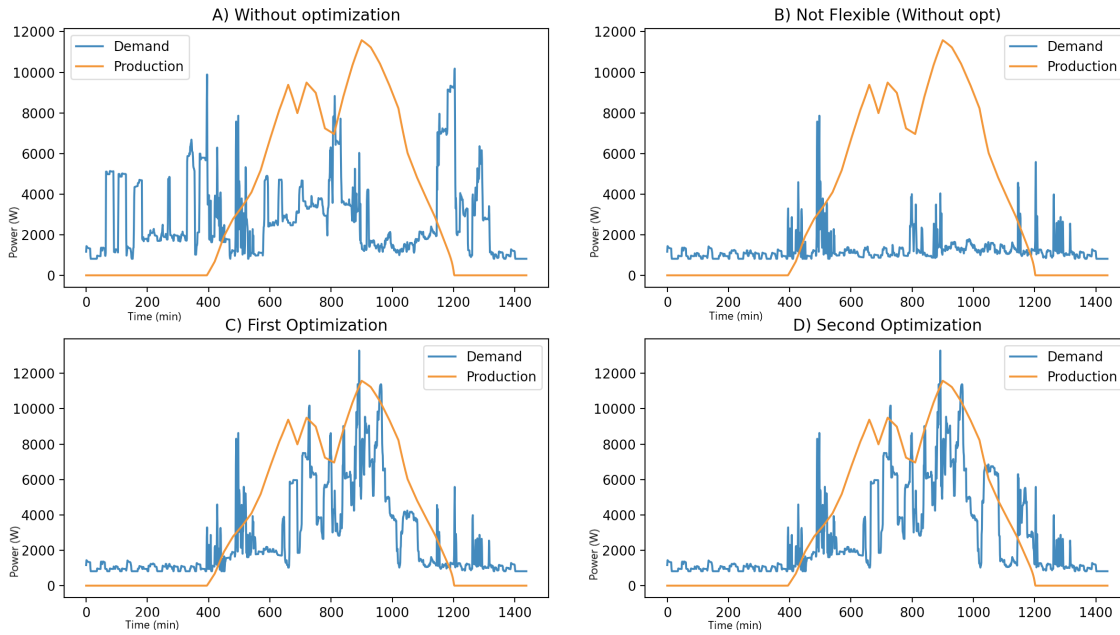 A) Without optimization
Demand
Production
Power (W)
12000
10000
8000
6000
4000
2000
0
0 200 400 600 800 1000 1200 1400
Time (min)
B) Not Flexible (Without opt)
Demand
Production
Power (W)
12000
10000
8000
6000
4000
2000
0
0 200 400 600 800 1000 1200 1400
Time (min)
C) First Optimization
Demand
Production
Power (W)
12000
10000
8000
6000
4000
2000
0
0 200 400 600 800 1000 1200 1400
Time (min)
D) Second Optimization
Demand
Production
Power (W)
12000
10000
8000
6000
4000
2000
0
0 200 400 600 800 1000 1200 1400
Time (min)